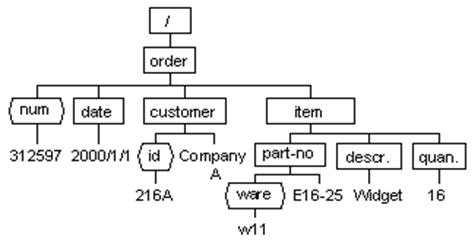 /
order
num date customer item
312597 2000/1/1 id Company A part-no descr. quan.
216A ware E16-25 Widget 16
w11